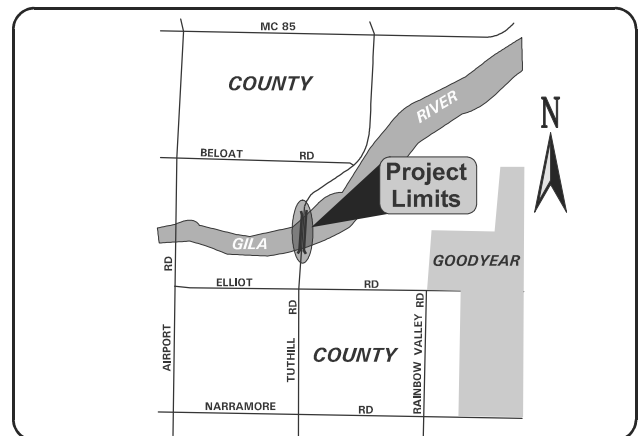 MC 85
COUNTY
RIVER
N
BELOAT RD
Project
Limits
GILA
GOODYEAR
RD
ELLIOT RD
AIRPORT
TUTHILL RD
COUNTY
RAINBOW VALLEY RD
NARRAMORE RD